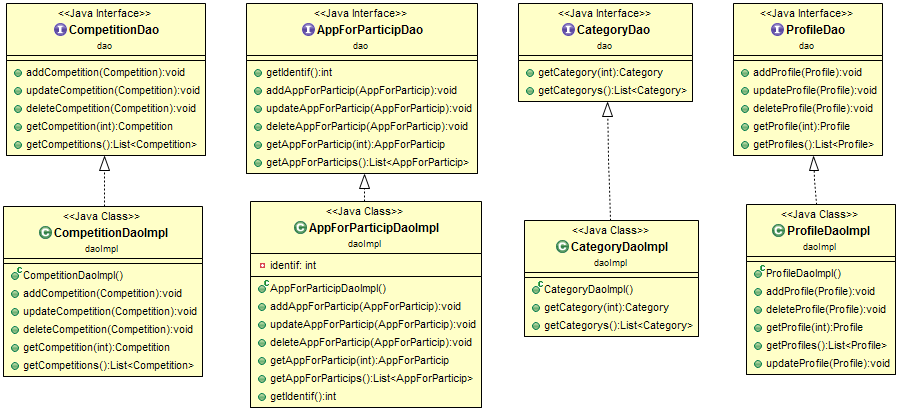 <<Java Interface>>
CompetitionDao
dao
addCompetition(Competition):void
updateCompetition(Competition):void
deleteCompetition(Competition):void
getCompetition(int):Competition
getCompetitions():List<Competition>
<<Java Interface>>
AppForParticipDao
dao
getIdentif():int
addAppForParticip(AppForParticip):void
updateAppForParticip(AppForParticip):void
deleteAppForParticip(AppForParticip):void
getAppForParticip(int):AppForParticip
getAppForParticips():List<AppForParticip>
<<Java Interface>>
CategoryDao
dao
getCategory(int):Category
getCategorys():List<Category>
<<Java Interface>>
ProfileDao
dao
addProfile(Profile):void
updateProfile(Profile):void
deleteProfile(Profile):void
getProfile(int):Profile
getProfiles():List<Profile>
<<Java Class>>
CompetitionDaoImpl
daoImpl
CompetitionDaoImpl()
addCompetition(Competition):void
updateCompetition(Competition):void
deleteCompetition(Competition):void
getCompetition(int):Competition
getCompetitions():List<Competition>
<<Java Class>>
AppForParticipDaoImpl
daoImpl
identif: int
AppForParticipDaoImpl()
addAppForParticip(AppForParticip):void
updateAppForParticip(AppForParticip):void
deleteAppForParticip(AppForParticip):void
getAppForParticip(int):AppForParticip
getAppForParticips():List<AppForParticip>
getIdentif():int
<<Java Class>>
CategoryDaoImpl
daoImpl
CategoryDaoImpl()
getCategory(int):Category
getCategorys():List<Category>
<<Java Class>>
ProfileDaoImpl
daoImpl
ProfileDaoImpl()
addProfile(Profile):void
deleteProfile(Profile):void
getProfile(int):Profile
getProfiles():List<Profile>
updateProfile(Profile):void